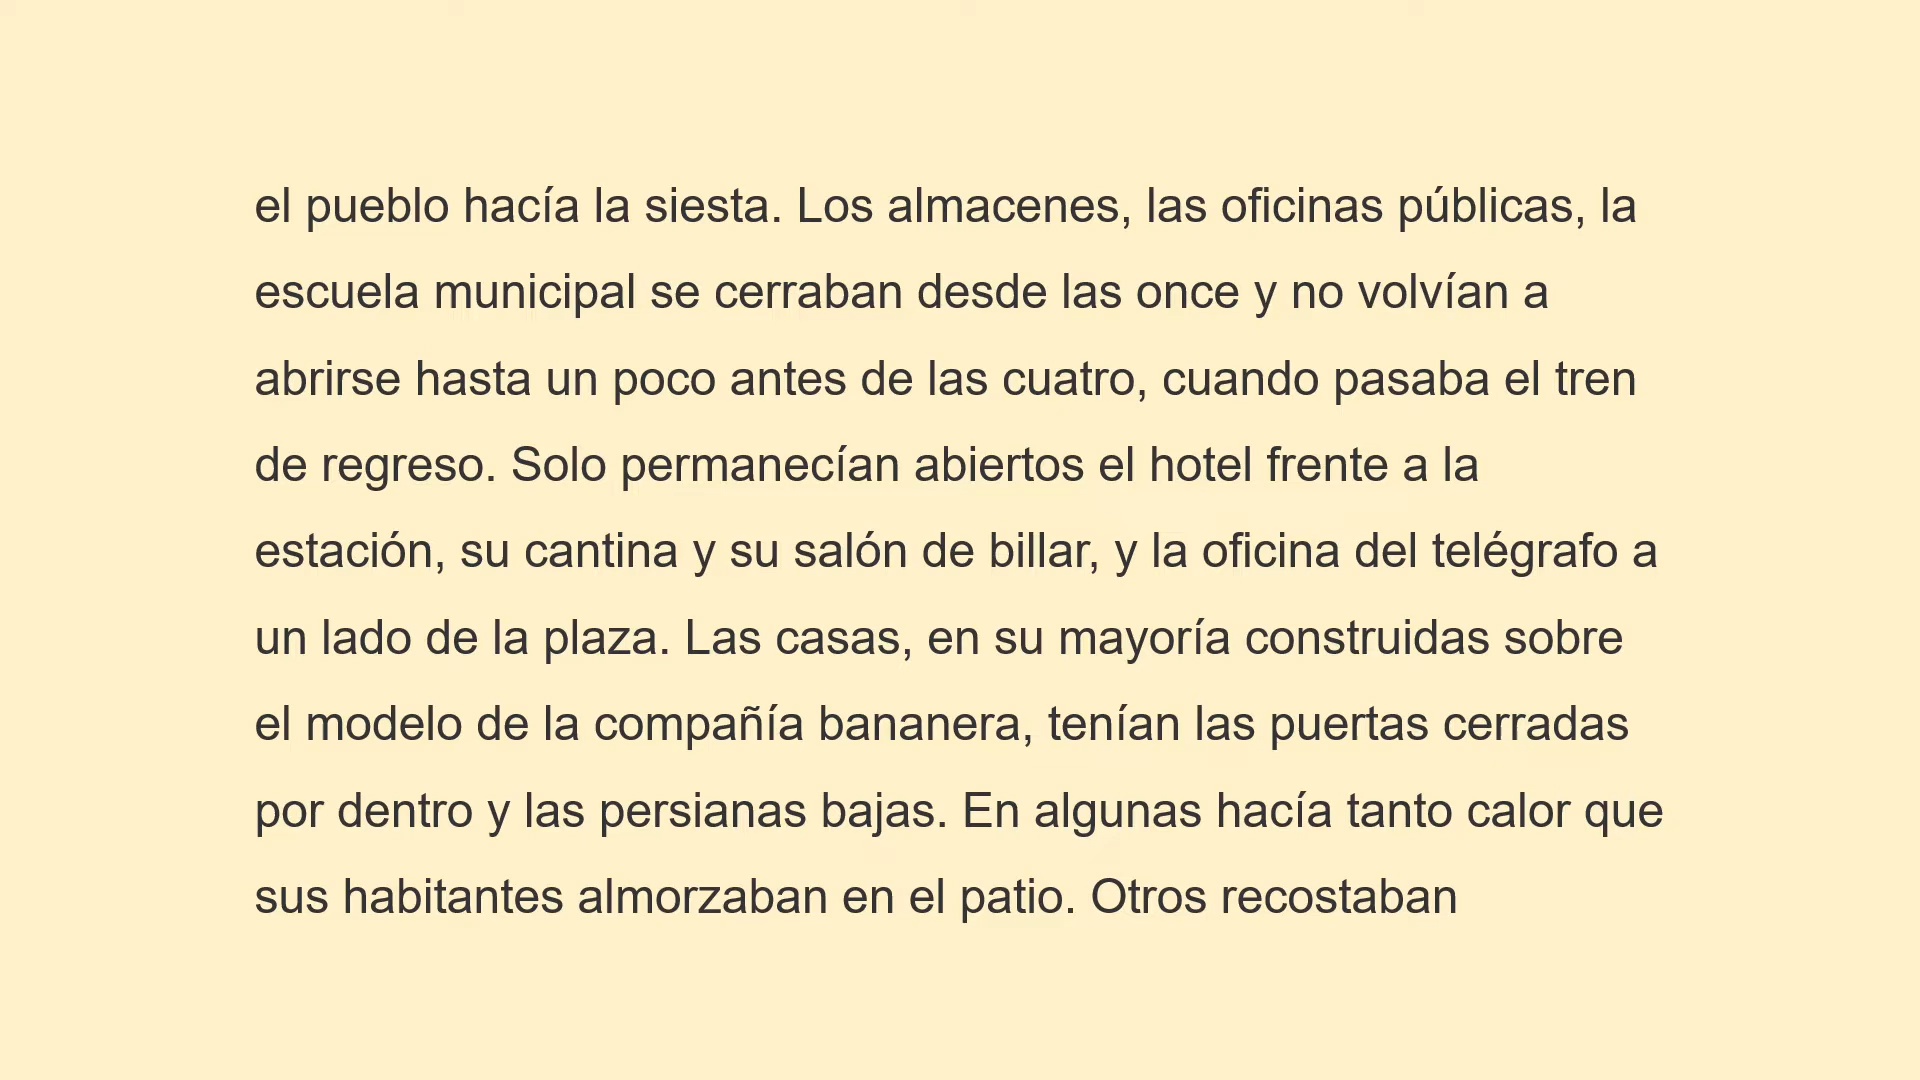 el pueblo hacía la siesta. Los almacenes, las oficinas públicas, la
escuela municipal se cerraban desde las once y no volvían a
abrirse hasta un poco antes de las cuatro, cuando pasaba el tren
de regreso. Solo permanecían abiertos el hotel frente a la
estación, su cantina y su salón de billar, y la oficina del telégrafo a
un lado de la plaza. Las casas, en su mayoría construidas sobre
el modelo de la compañía bananera, tenían las puertas cerradas
por dentro y las persianas bajas. En algunas hacía tanto calor que
sus habitantes almorzaban en el patio. Otros recostaban